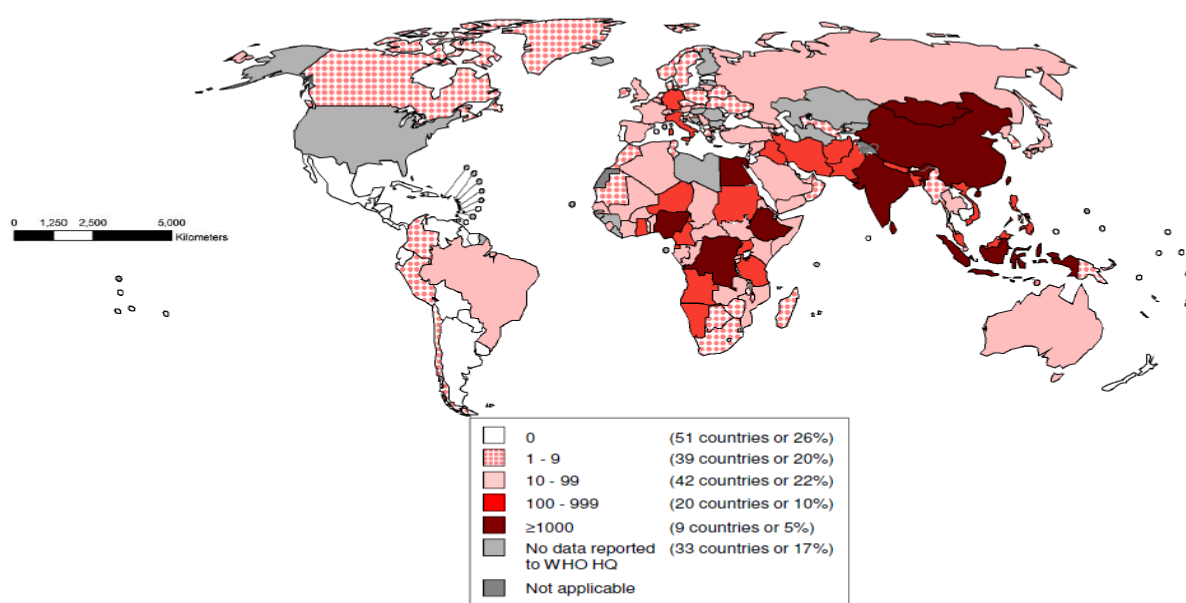 0 1,250 2,500 5,000
Kilometers
0 (51 countries or 26%)
1 - 9 (39 countries or 20%)
10 - 99 (42 countries or 22%)
100 - 999 (20 countries or 10%)
≥1000 (9 countries or 5%)
No data reported (33 countries or 17%)
to WHO HQ
Not applicable